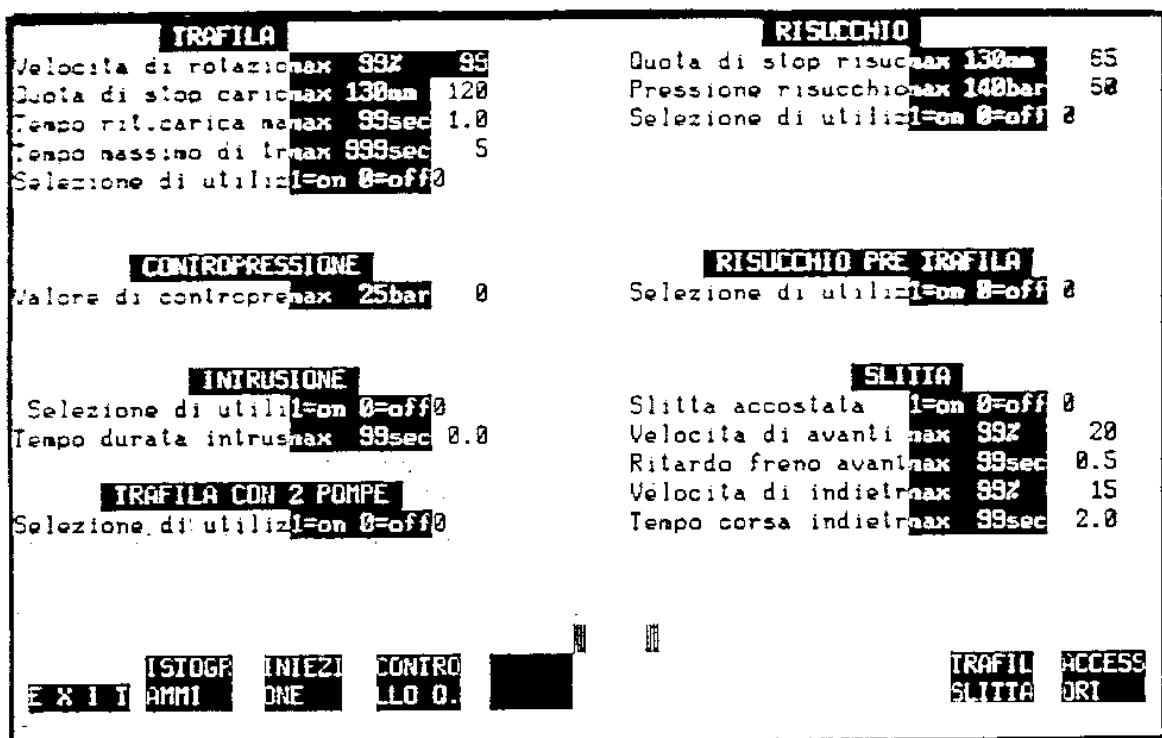 TRAFILA
Velocita di rotazionax 99% 95
Quota di stop caricmax 130mm 120
Tempo rit.carica mamax 99sec 1.0
Tempo massimo di trmax 999sec 5
Selezione di utiliz1=on 0=off0
CONTROPRESSIONE
Valore di contropremax 25bar 0
INTRUSIONE
Selezione di utili1=on 0=off0
Tempo durata intrusmax 99sec 0.0
TRAFILA CON 2 POMPE
Selezione di utiliz1=on 0=off0
RISUCCHIO
Quota di stop risucmax 130mm 65
Pressione risucchiomax 140bar 50
Selezione di utiliz1=on 0=off 0
RISUCCHIO PRE TRAFILA
Selezione di utiliz1=on 0=off 0
SLITTA
Slitta accostata 1=on 0=off 0
Velocita di avanti max 99% 20
Ritardo freno avantmax 99sec 0.5
Velocita di indietrmax 99% 15
Tempo corsa indietrmax 99sec 2.0
E X I T
ISTOGR
AMMI
INIEZI
ONE
CONTRO
LLO Q.
TRAFIL
SLITTA
ACCESS
ORI